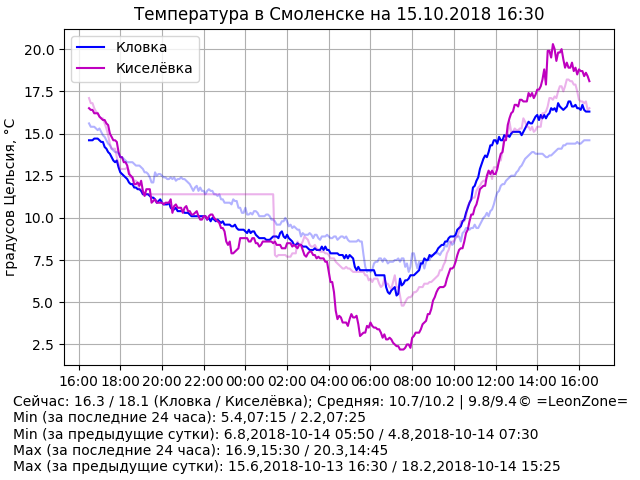 Температура в Смоленске на 15.10.2018 16:30
Кловка
Киселёвка
градусов Цельсия, °C
20.0
17.5
15.0
12.5
10.0
7.5
5.0
2.5
16:00 18:00 20:00 22:00 00:00 02:00 04:00 06:00 08:00 10:00 12:00 14:00 16:00
Сейчас: 16.3 / 18.1 (Кловка / Киселёвка); Средняя: 10.7/10.2 | 9.8/9.4© =LeonZone=
Min (за последние 24 часа): 5.4,07:15 / 2.2,07:25
Min (за предыдущие сутки): 6.8,2018-10-14 05:50 / 4.8,2018-10-14 07:30
Max (за последние 24 часа): 16.9,15:30 / 20.3,14:45
Max (за предыдущие сутки): 15.6,2018-10-13 16:30 / 18.2,2018-10-14 15:25